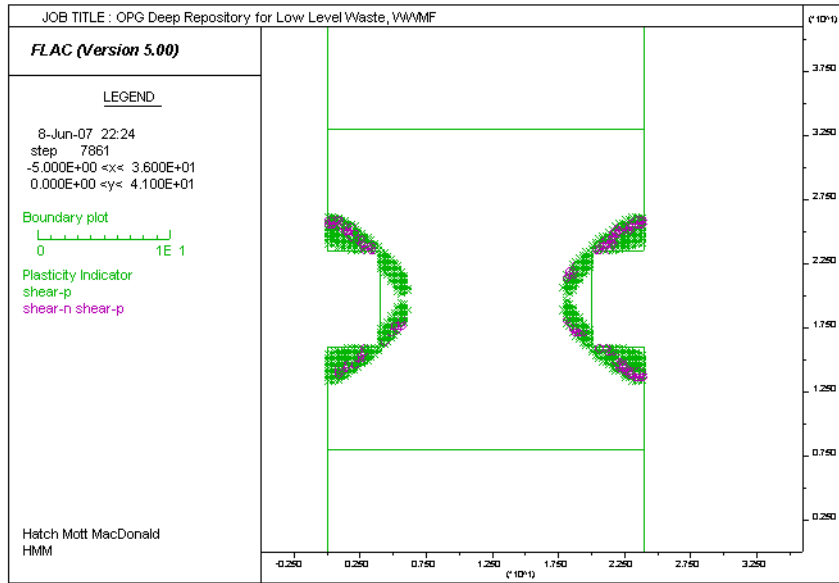 JOB TITLE : OPG Deep Repository for Low Level Waste, WWMF
(*10^1)
FLAC (Version 5.00)
LEGEND
8-Jun-07 22:24
step 7861
-5.000E+00 <x< 3.600E+01
0.000E+00 <y< 4.100E+01
Boundary plot
0 1E 1
Plasticity Indicator
shear-p
shear-n shear-p
Hatch Mott MacDonald
HMM
3.750
3.250
2.750
2.250
1.750
1.250
0.750
0.250
-0.250 0.250 0.750 1.250 1.750 2.250 2.750 3.250
(*10^1)